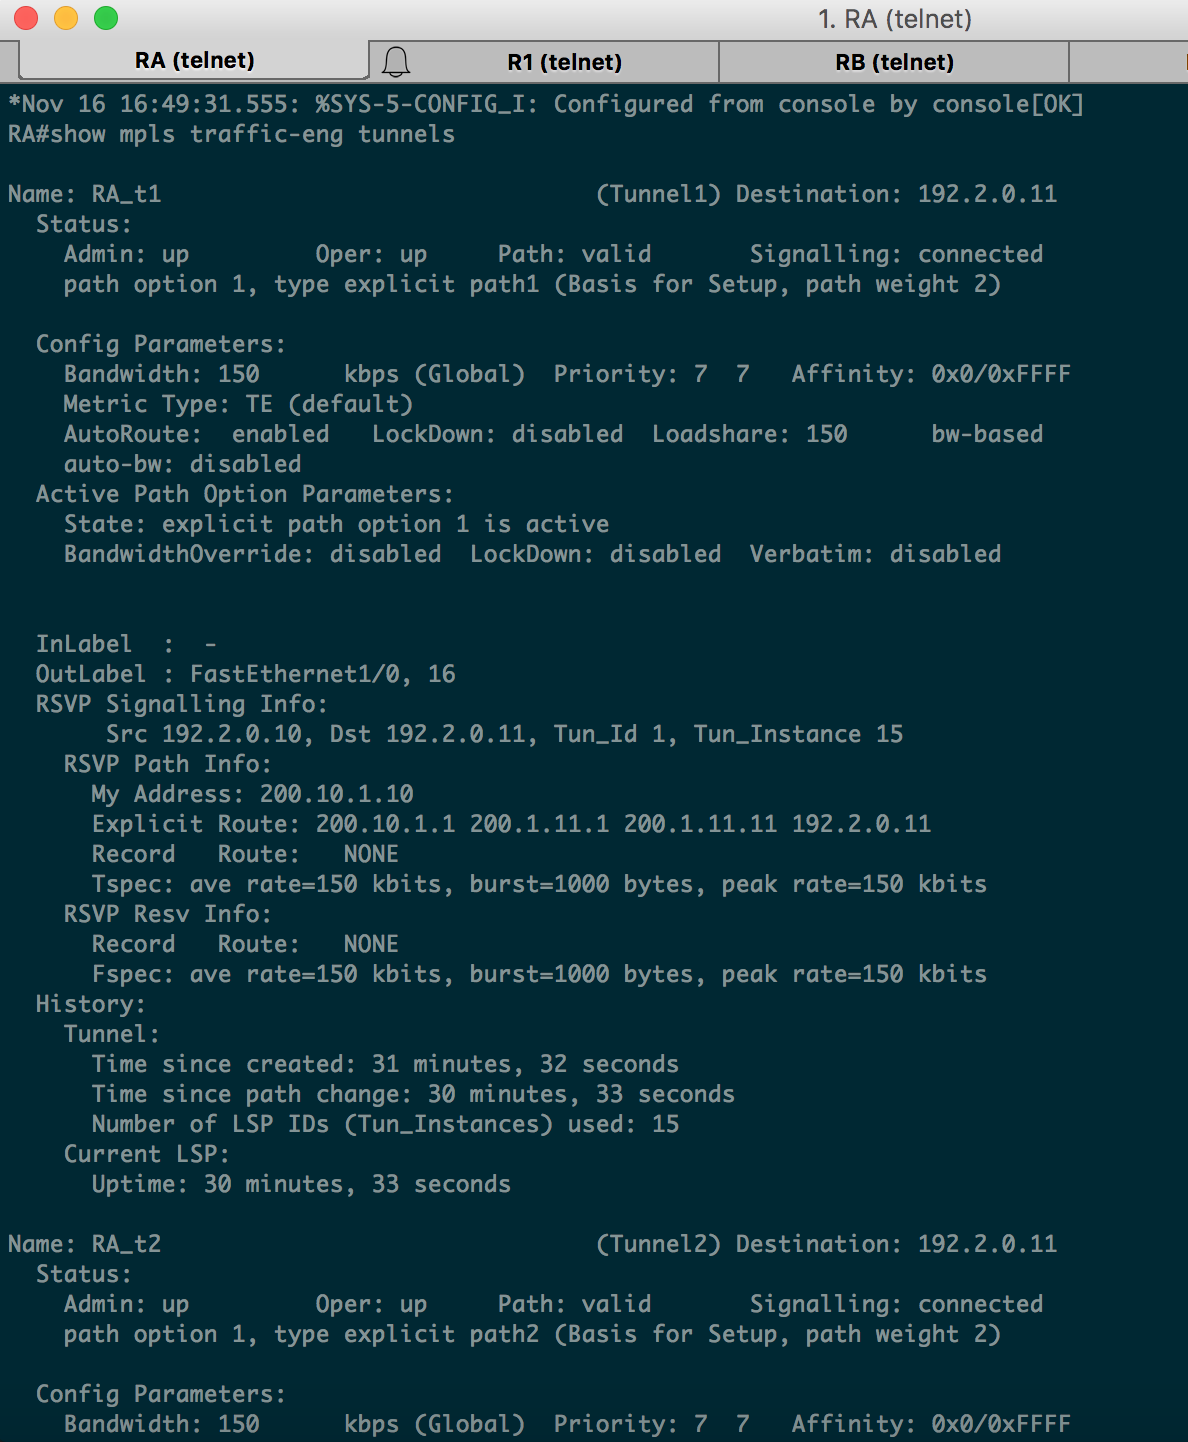 1. RA (telnet)
RA (telnet) R1 (telnet) RB (telnet)
*Nov 16 16:49:31.555: %SYS-5-CONFIG_I: Configured from console by console[OK]
RA#show mpls traffic-eng tunnels
Name: RA_t1 (Tunnel1) Destination: 192.2.0.11
Status:
Admin: up Oper: up Path: valid Signalling: connected
path option 1, type explicit path1 (Basis for Setup, path weight 2)
Config Parameters:
Bandwidth: 150 kbps (Global) Priority: 7 7 Affinity: 0x0/0xFFFF
Metric Type: TE (default)
AutoRoute: enabled LockDown: disabled Loadshare: 150 bw-based
auto-bw: disabled
Active Path Option Parameters:
State: explicit path option 1 is active
BandwidthOverride: disabled LockDown: disabled Verbatim: disabled
InLabel : -
OutLabel : FastEthernet1/0, 16
RSVP Signalling Info:
Src 192.2.0.10, Dst 192.2.0.11, Tun_Id 1, Tun_Instance 15
RSVP Path Info:
My Address: 200.10.1.10
Explicit Route: 200.10.1.1 200.1.11.1 200.1.11.11 192.2.0.11
Record Route: NONE
Tspec: ave rate=150 kbits, burst=1000 bytes, peak rate=150 kbits
RSVP Resv Info:
Record Route: NONE
Fspec: ave rate=150 kbits, burst=1000 bytes, peak rate=150 kbits
History:
Tunnel:
Time since created: 31 minutes, 32 seconds
Time since path change: 30 minutes, 33 seconds
Number of LSP IDs (Tun_Instances) used: 15
Current LSP:
Uptime: 30 minutes, 33 seconds
Name: RA_t2 (Tunnel2) Destination: 192.2.0.11
Status:
Admin: up Oper: up Path: valid Signalling: connected
path option 1, type explicit path2 (Basis for Setup, path weight 2)
Config Parameters:
Bandwidth: 150 kbps (Global) Priority: 7 7 Affinity: 0x0/0xFFFF